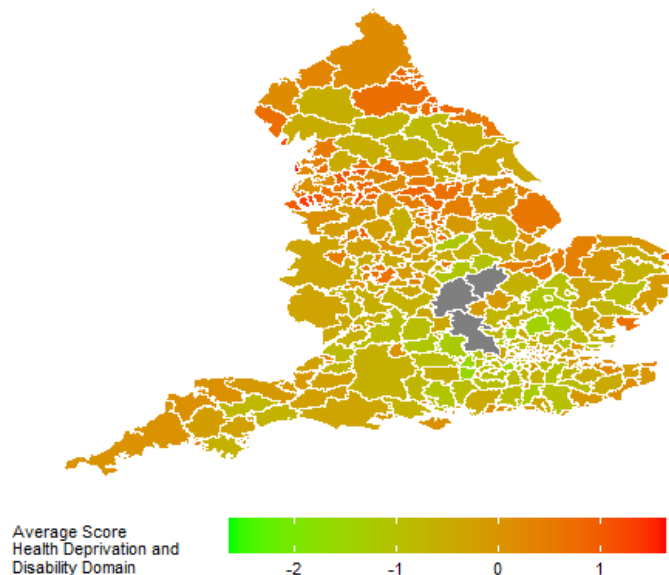 Average Score
Health Deprivation and
Disability Domain
-2
-1
0
1